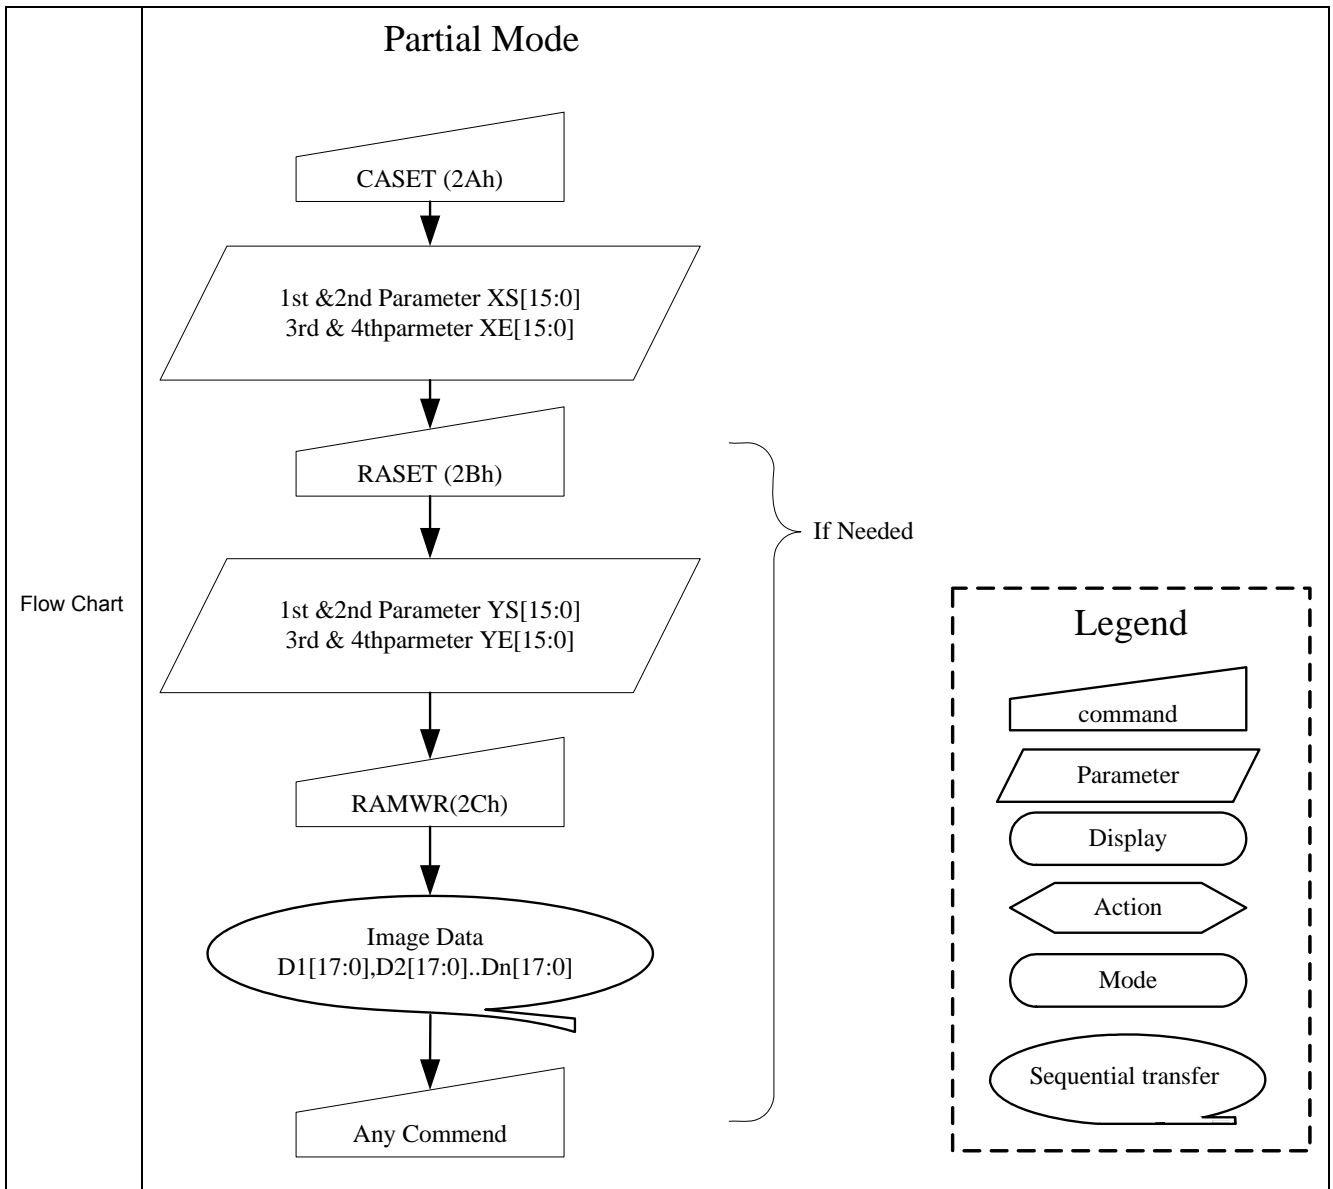 Partial Mode
CASET (2Ah)
1st &2nd Parameter XS[15:0]
3rd & 4thparmeter XE[15:0]
RASET (2Bh)
If Needed
Flow Chart
1st &2nd Parameter YS[15:0]
3rd & 4thparmeter YE[15:0]
RAMWR(2Ch)
Image Data
D1[17:0],D2[17:0]..Dn[17:0]
Any Commend
Legend
command
Parameter
Display
Action
Mode
Sequential transfer